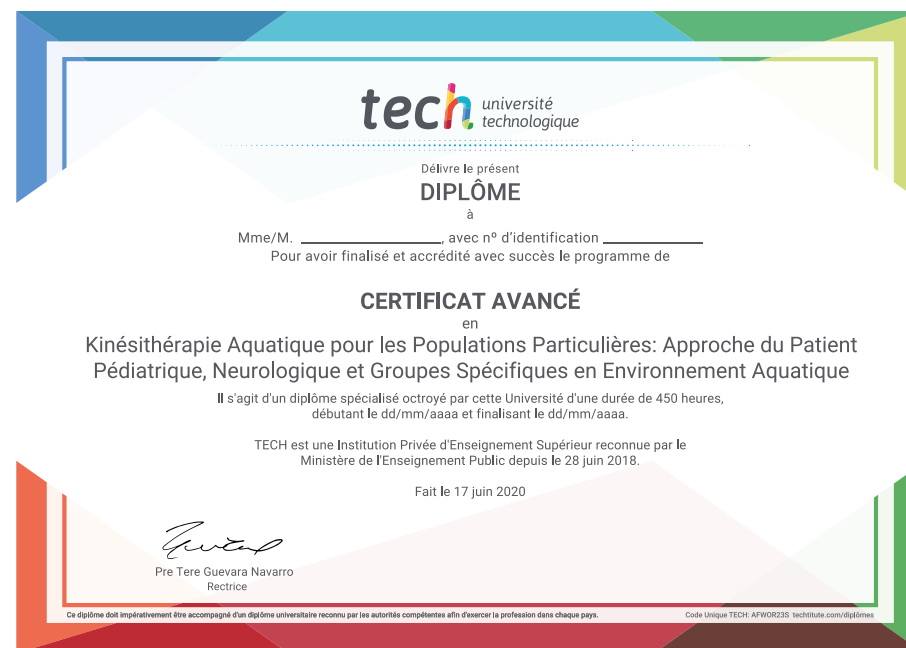 tech université
technologique
Délivre le présent
DIPLÔME
à
Mme/M. ____________________, avec nº d'identification ______________
Pour avoir finalisé et accrédité avec succès le programme de
CERTIFICAT AVANCÉ
en
Kinésithérapie Aquatique pour les Populations Particulières: Approche du Patient
Pédiatrique, Neurologique et Groupes Spécifiques en Environnement Aquatique
Il s'agit d'un diplôme spécialisé octroyé par cette Université d'une durée de 450 heures,
débutant le dd/mm/aaaa et finalisant le dd/mm/aaaa.
TECH est une Institution Privée d'Enseignement Supérieur reconnue par le
Ministère de l'Enseignement Public depuis le 28 juin 2018.
Fait le 17 juin 2020
Pre Tere Guevara Navarro
Rectrice
Ce diplôme doit impérativement être accompagné d'un diplôme universitaire reconnu par les autorités compétentes afin d'exercer la profession dans chaque pays. Code Unique TECH: AFWOR23S techtitute.com/diplômes